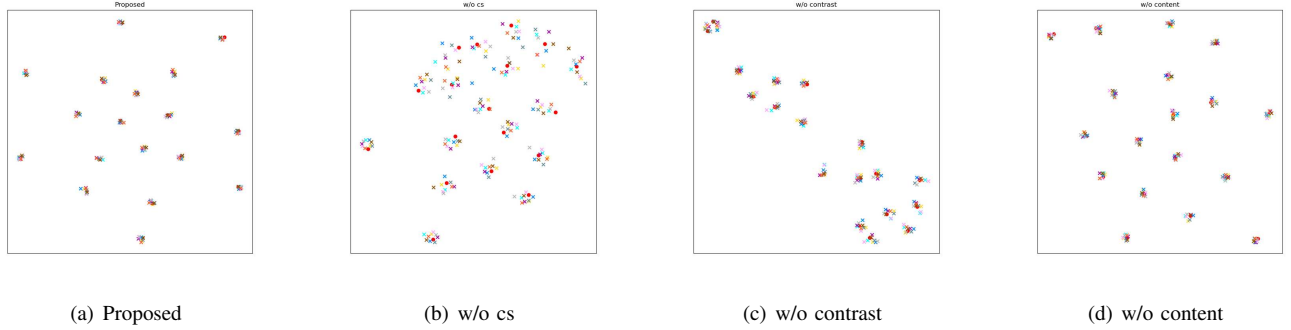 Proposed
w/o cs
w/o contrast
w/o content
(a) Proposed
(b) w/o cs
(c) w/o contrast
(d) w/o content